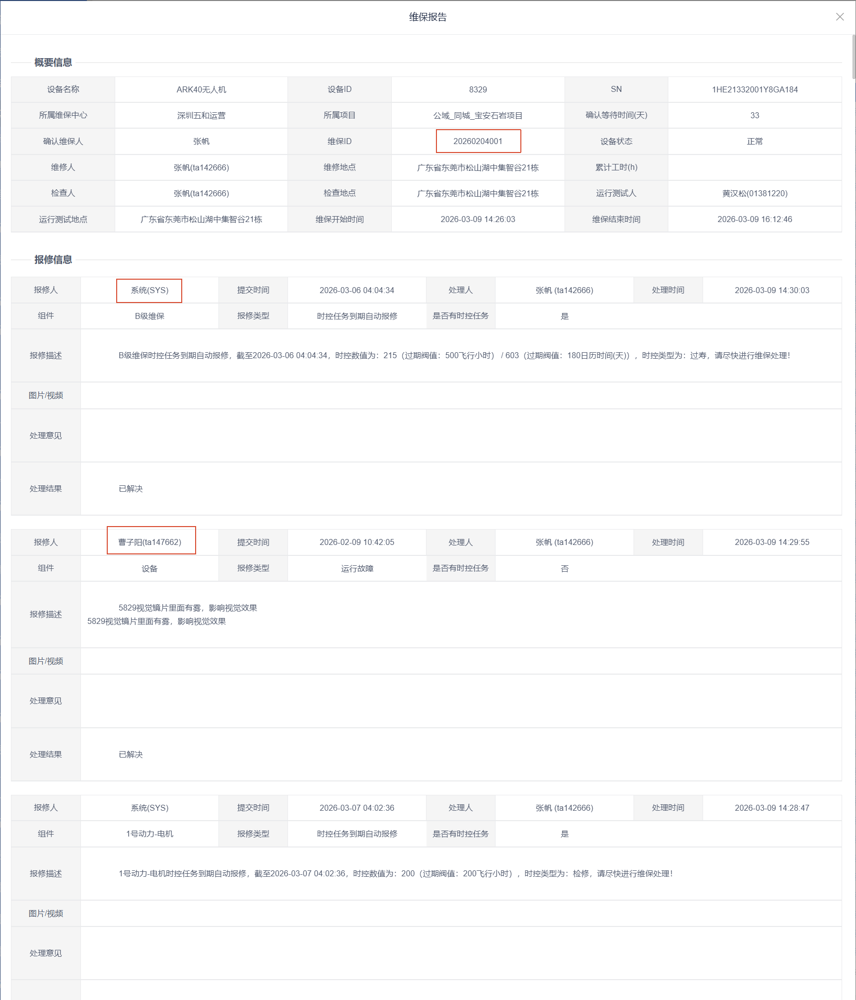 维保报告
概要信息
设备名称 ARK40无人机 设备ID 8329 SN 1HE21332001Y8GA184
所属维保中心 深圳五和运营 所属项目 公域_同城_宝安石岩项目 确认等待时间(天) 33
确认维保人 张帆 维保ID 20260204001 设备状态 正常
维修人 张帆(ta142666) 维修地点 广东省东莞市松山湖中集智谷21栋 累计工时(h)
检查人 张帆(ta142666) 检查地点 广东省东莞市松山湖中集智谷21栋 运行测试人 黄汉松(01381220)
运行测试地点 广东省东莞市松山湖中集智谷21栋 维保开始时间 2026-03-09 14:26:03 维保结束时间 2026-03-09 16:12:46
报修信息
报修人 系统(SYS) 提交时间 2026-03-06 04:04:34 处理人 张帆 (ta142666) 处理时间 2026-03-09 14:30:03
组件 B级维保 报修类型 时控任务到期自动报修 是否有时控任务 是
报修描述 B级维保时控任务到期自动报修，截至2026-03-06 04:04:34，时控数值为：215（过期阀值：500飞行小时） / 603（过期阀值：180日历时间(天)），时控类型为：过寿，请尽快进行维保处理！
图片/视频
处理意见
处理结果 已解决
报修人 曹子阳(ta147662) 提交时间 2026-02-09 10:42:05 处理人 张帆 (ta142666) 处理时间 2026-03-09 14:29:55
组件 设备 报修类型 运行故障 是否有时控任务 否
报修描述 5829视觉镜片里面有雾，影响视觉效果
5829视觉镜片里面有雾，影响视觉效果
图片/视频
处理意见
处理结果 已解决
报修人 系统(SYS) 提交时间 2026-03-07 04:02:36 处理人 张帆 (ta142666) 处理时间 2026-03-09 14:28:47
组件 1号动力-电机 报修类型 时控任务到期自动报修 是否有时控任务 是
报修描述 1号动力-电机时控任务到期自动报修，截至2026-03-07 04:02:36，时控数值为：200（过期阀值：200飞行小时），时控类型为：检修，请尽快进行维保处理！
图片/视频
处理意见